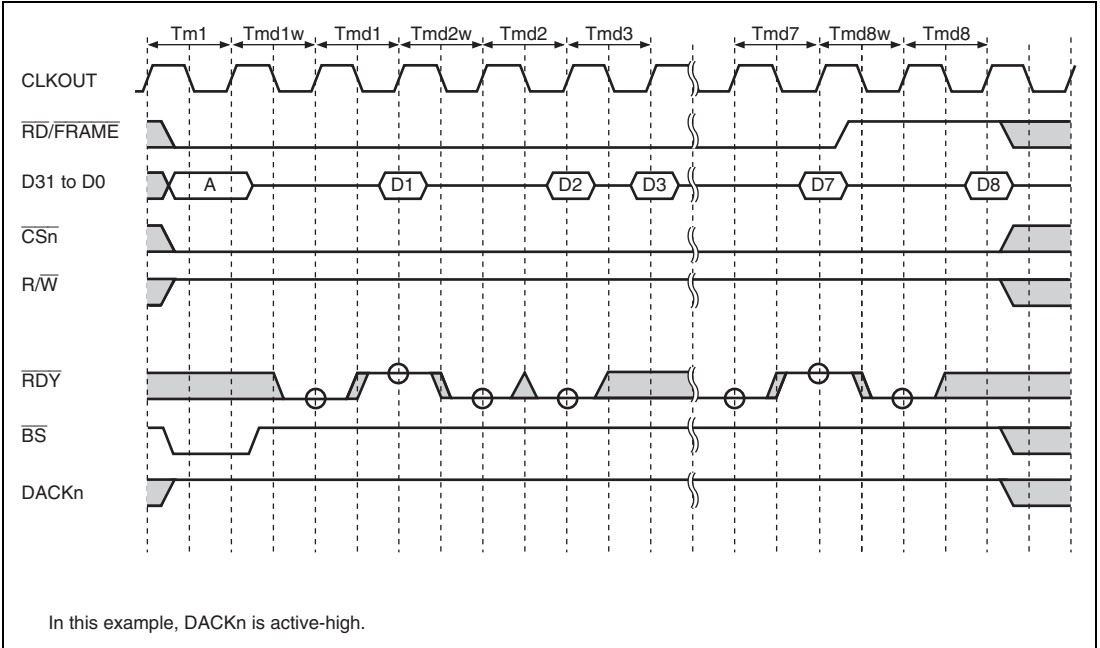 Tm1 Tmd1w Tmd1 Tmd2w Tmd2 Tmd3 Tmd7 Tmd8w Tmd8
CLKOUT
RD/FRAME
D31 to D0 A D1 D2 D3 D7 D8
CSn
R/W
RDY
BS
DACKn
In this example, DACKn is active-high.